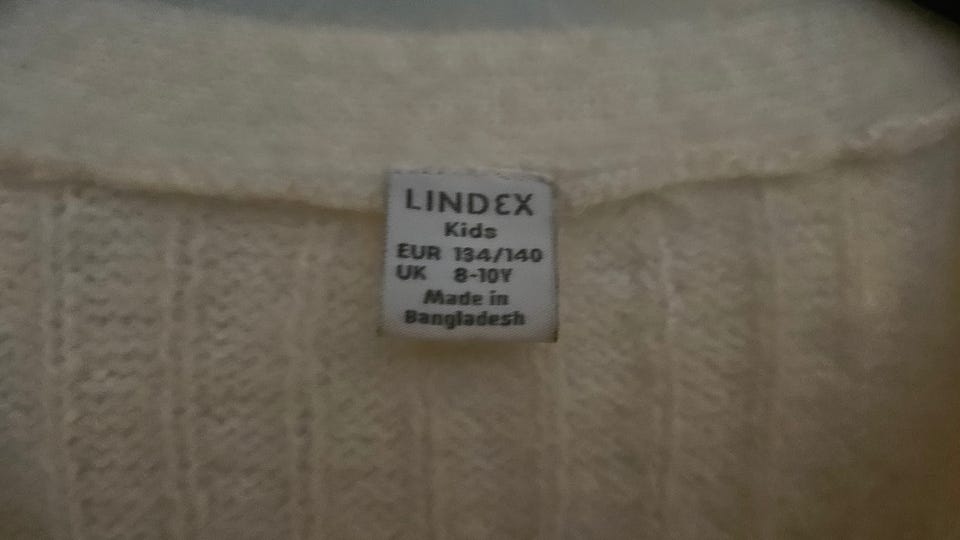 LINDEX
Kids
EUR 134/140
UK 8-10Y
Made in
Bangladesh